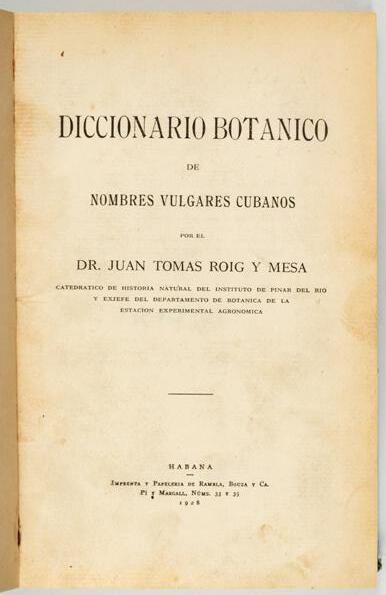 DICCIONARIO BOTANICO
DE
NOMBRES VULGARES CUBANOS
POR EL
DR. JUAN TOMAS ROIG Y MESA
CATEDRATICO DE HISTORIA NATURAL DEL INSTITUTO DE PINAR DEL RIO
Y EXJEFE DEL DEPARTAMENTO DE BOTANICA DE LA
ESTACION EXPERIMENTAL AGRONOMICA
HABANA
IMPRENTA Y PAPELERIA DE RAMBLA, BOUZA Y CA.
PI Y MARGALL, NÚMS. 33 Y 35
1928